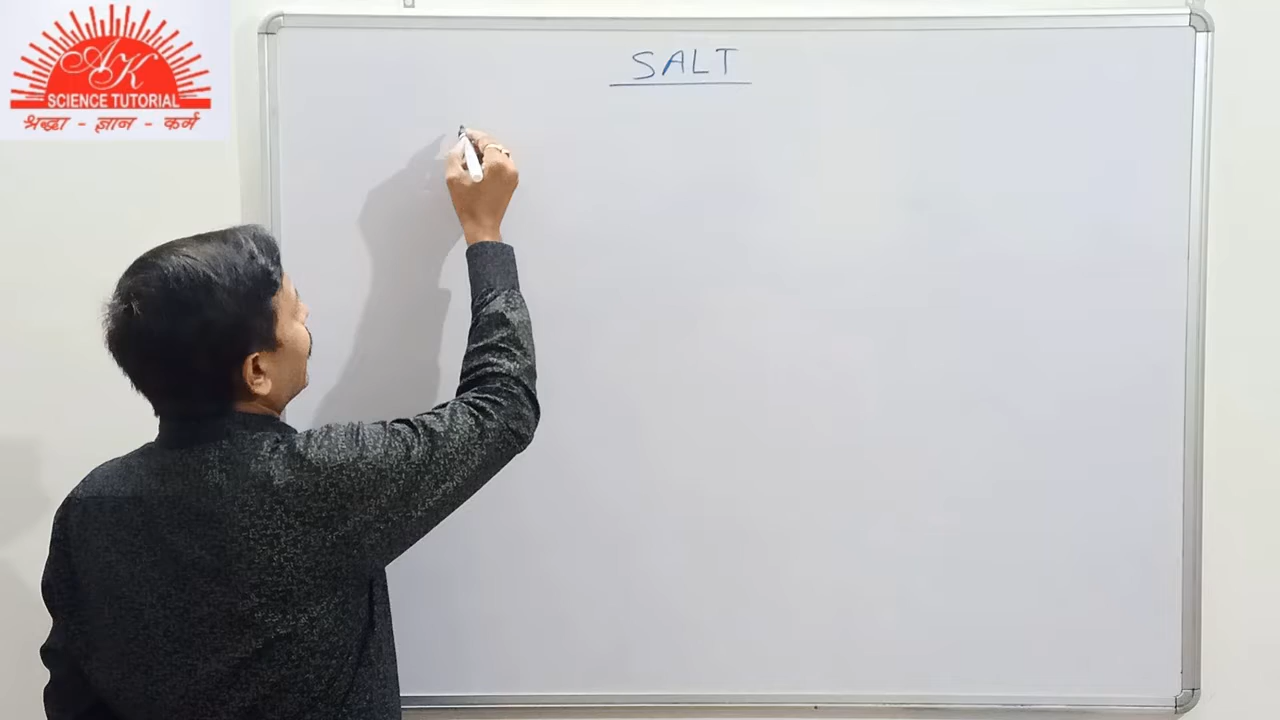 AK
SCIENCE TUTORIAL
श्रद्धा - ज्ञान - कर्म
SALT